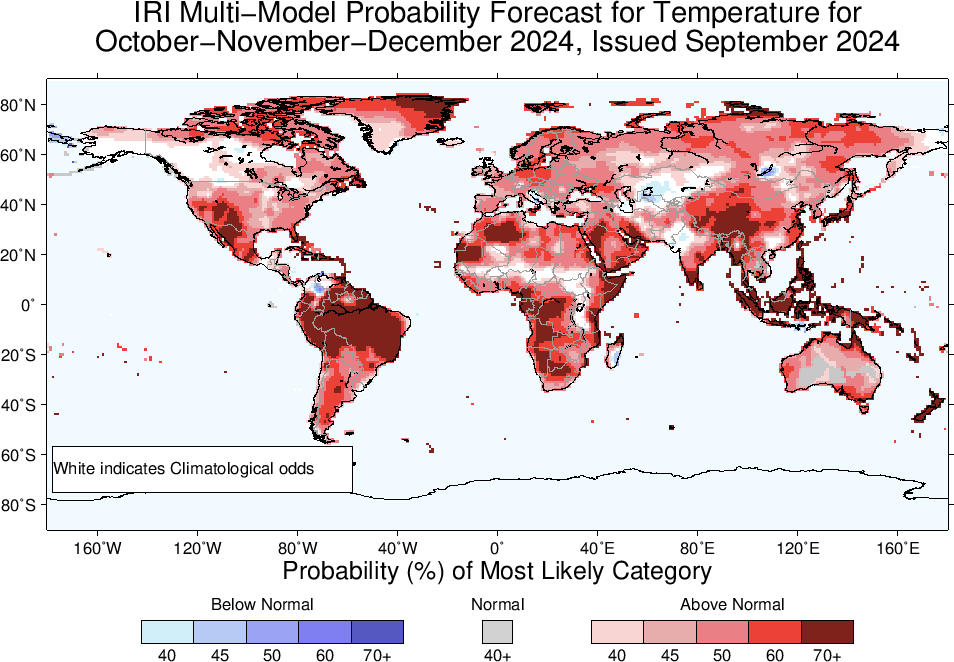 IRI Multi−Model Probability Forecast for Temperature for
October−November−December 2024, Issued September 2024
80˚N
60˚N
40˚N
20˚N
0˚
20˚S
40˚S
60˚S
80˚S
White indicates Climatological odds
160˚W 120˚W 80˚W 40˚W 0˚ 40˚E 80˚E 120˚E 160˚E
Probability (%) of Most Likely Category
Below Normal Normal Above Normal
40 45 50 60 70+ 40+ 40 45 50 60 70+